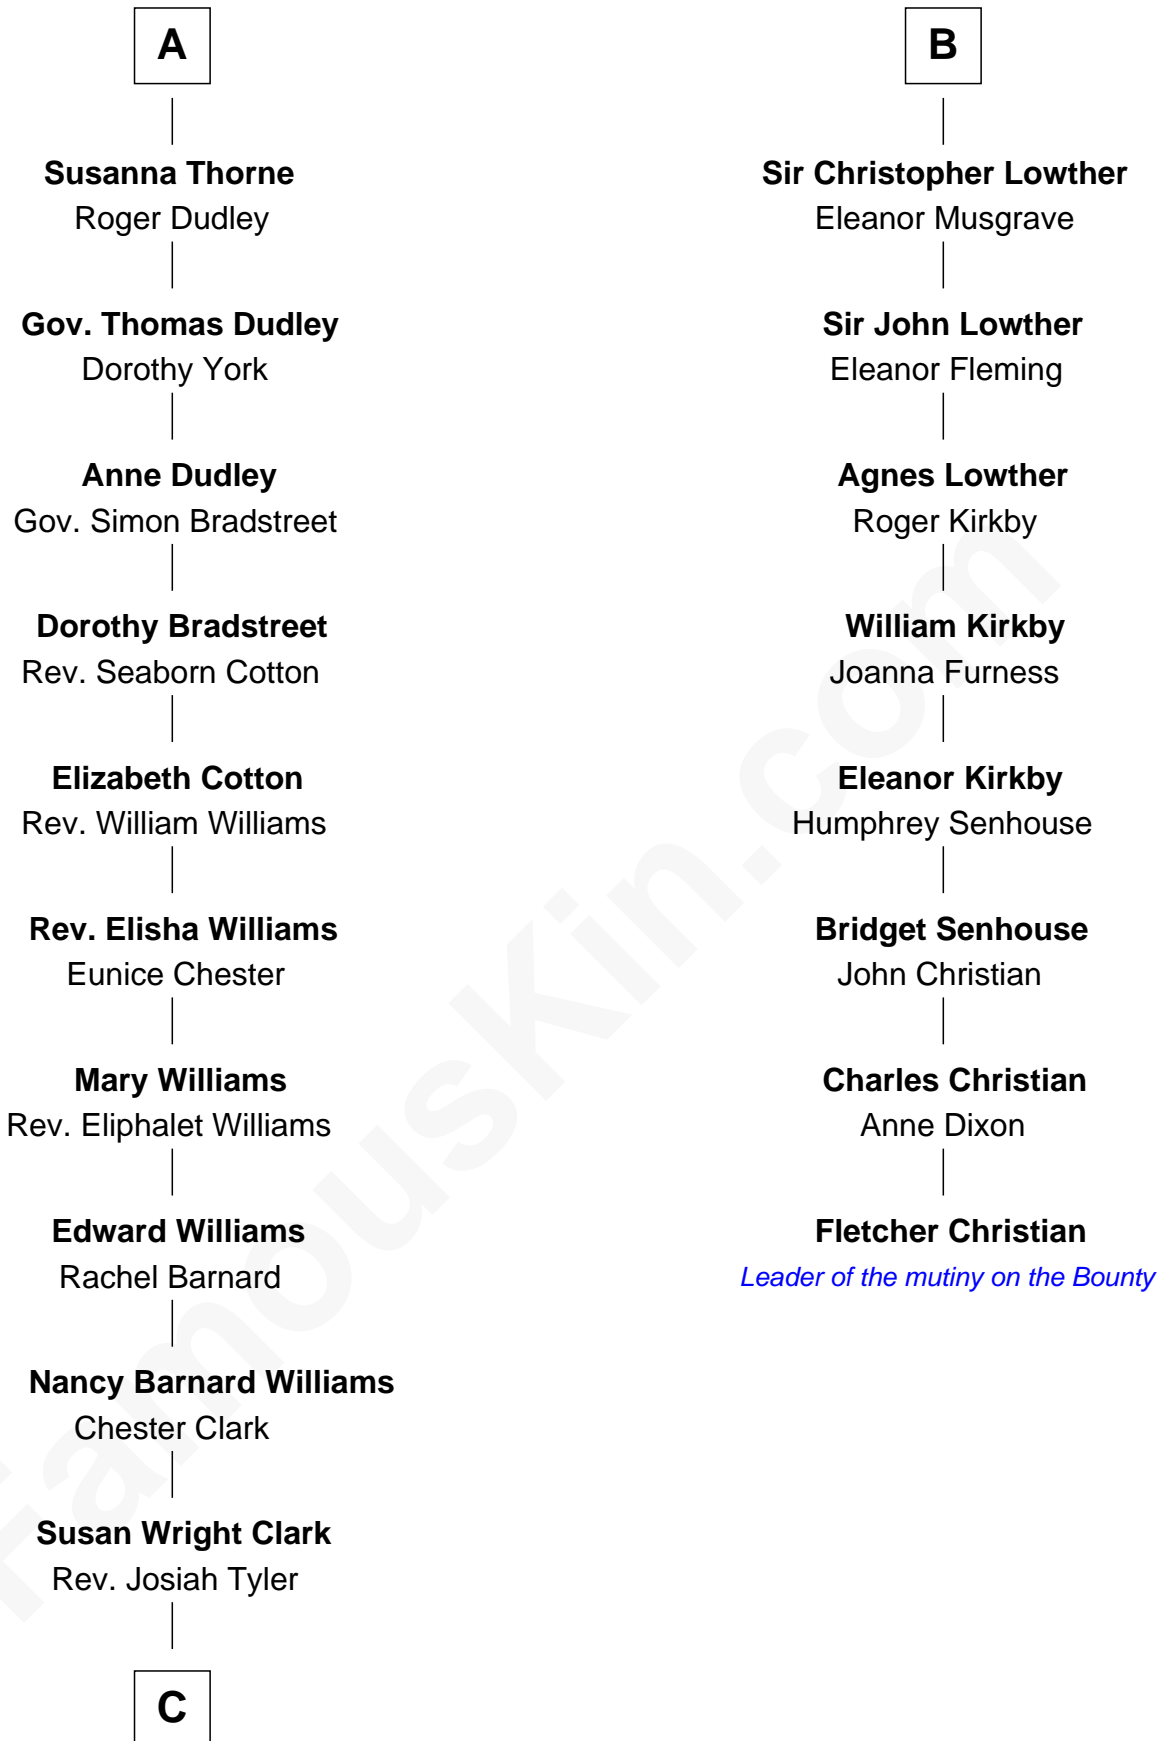 A
Susanna Thorne
Roger Dudley
Gov. Thomas Dudley
Dorothy York
Anne Dudley
Gov. Simon Bradstreet
Dorothy Bradstreet
Rev. Seaborn Cotton
Elizabeth Cotton
Rev. William Williams
Rev. Elisha Williams
Eunice Chester
Mary Williams
Rev. Eliphalet Williams
Edward Williams
Rachel Barnard
Nancy Barnard Williams
Chester Clark
Susan Wright Clark
Rev. Josiah Tyler
C
B
Sir Christopher Lowther
Eleanor Musgrave
Sir John Lowther
Eleanor Fleming
Agnes Lowther
Roger Kirkby
William Kirkby
Joanna Furness
Eleanor Kirkby
Humphrey Senhouse
Bridget Senhouse
John Christian
Charles Christian
Anne Dixon
Fletcher Christian
Leader of the mutiny on the Bounty
FamousKin.com